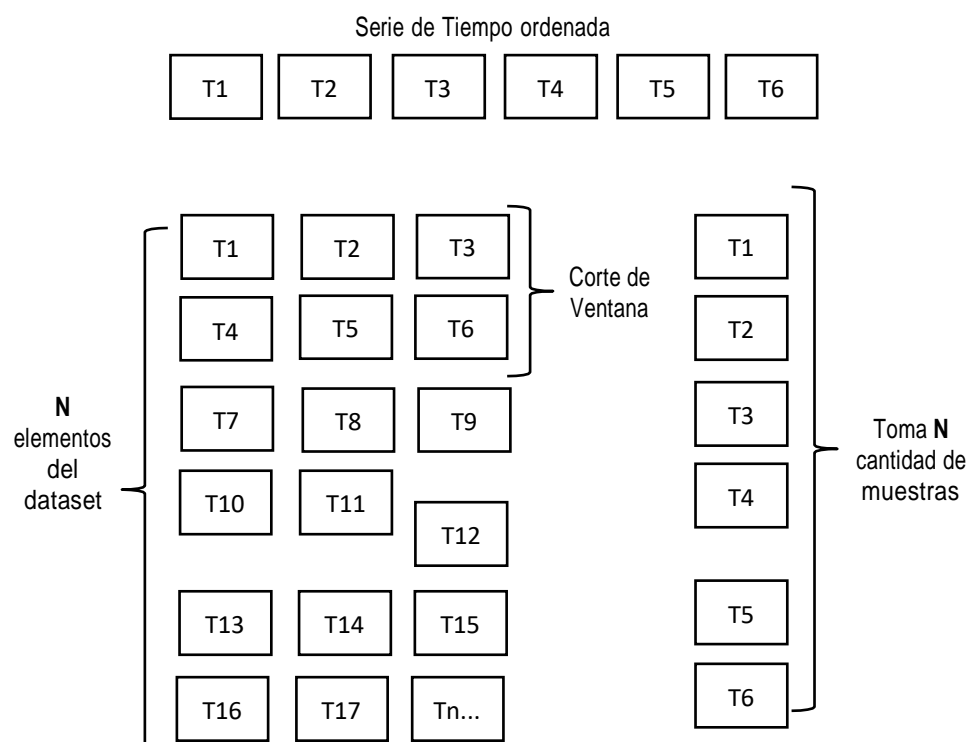 Serie de Tiempo ordenada
T1 T2 T3 T4 T5 T6
T1 T2 T3
T4 T5 T6
Corte de
Ventana
T7 T8 T9
T10 T11
T12
T13 T14 T15
T16 T17 Tn...
N
elementos
del
dataset
T1
T2
T3
T4
T5
T6
Toma N
cantidad de
muestras